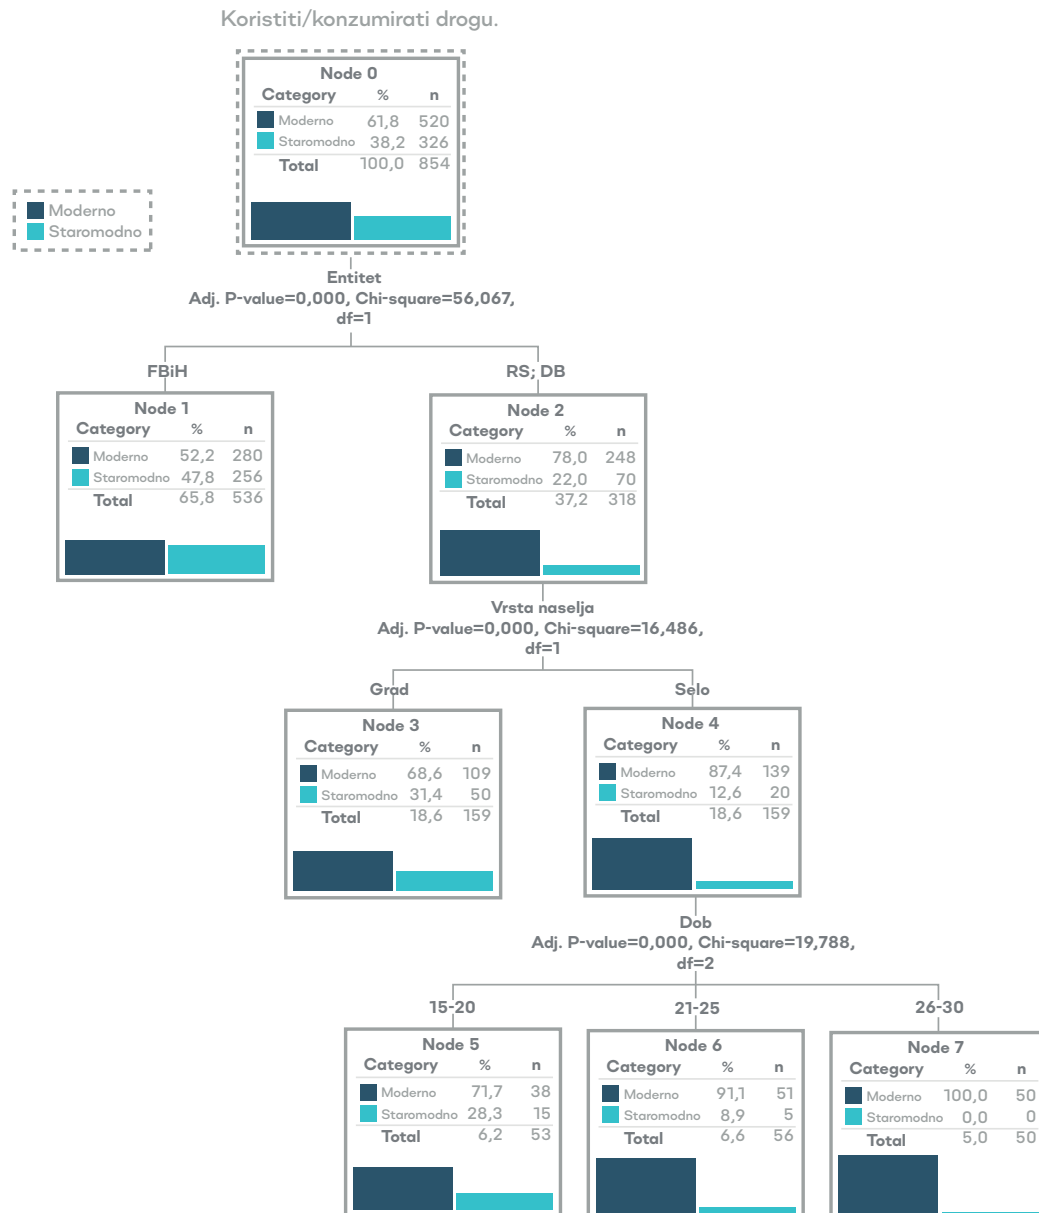 Koristiti/konzumirati drogu.
Node 0
Category % n
Moderno 61,8 520
Staromodno 38,2 326
Total 100,0 854
Moderno
Staromodno
Entitet
Adj. P-value=0,000, Chi-square=56,067,
df=1
FBiH
RS; DB
Node 1
Category % n
Moderno 52,2 280
Staromodno 47,8 256
Total 65,8 536
Node 2
Category % n
Moderno 78,0 248
Staromodno 22,0 70
Total 37,2 318
Vrsta naselja
Adj. P-value=0,000, Chi-square=16,486,
df=1
Grad
Selo
Node 3
Category % n
Moderno 68,6 109
Staromodno 31,4 50
Total 18,6 159
Node 4
Category % n
Moderno 87,4 139
Staromodno 12,6 20
Total 18,6 159
Dob
Adj. P-value=0,000, Chi-square=19,788,
df=2
15-20
21-25
26-30
Node 5
Category % n
Moderno 71,7 38
Staromodno 28,3 15
Total 6,2 53
Node 6
Category % n
Moderno 91,1 51
Staromodno 8,9 5
Total 6,6 56
Node 7
Category % n
Moderno 100,0 50
Staromodno 0,0 0
Total 5,0 50